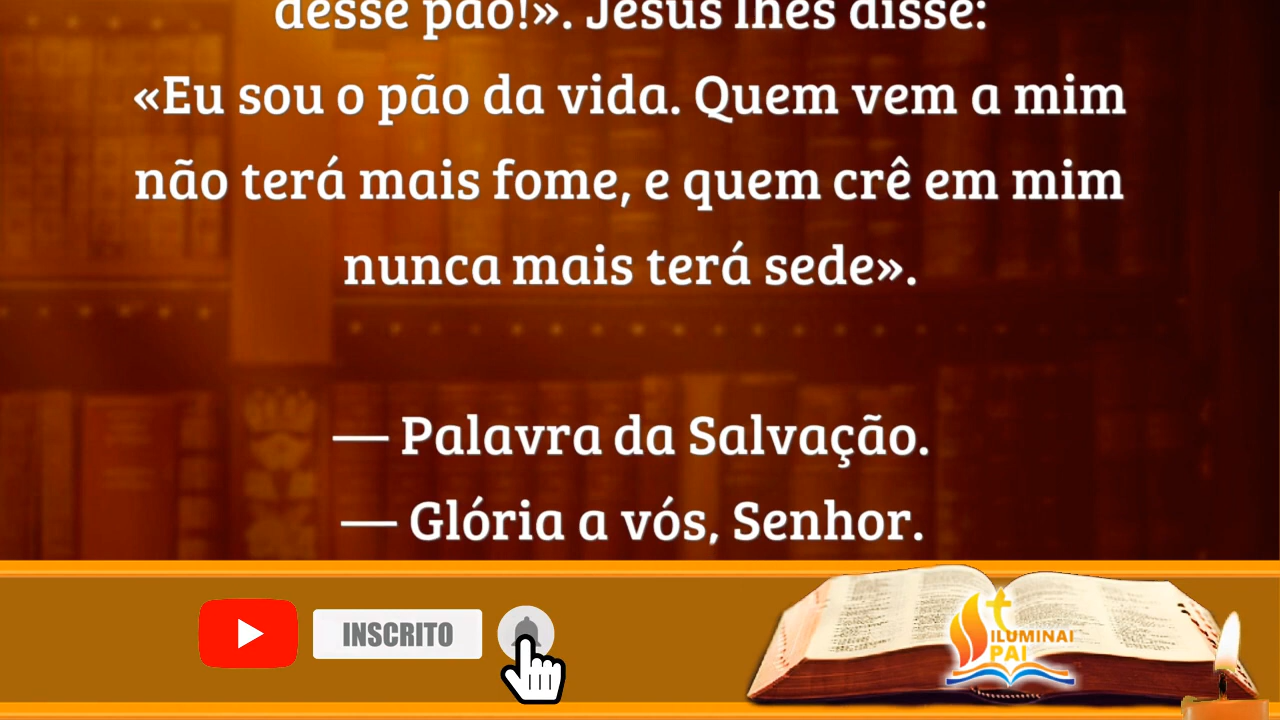 desse pão!». Jesus lhes disse:
«Eu sou o pão da vida. Quem vem a mim
não terá mais fome, e quem crê em mim
nunca mais terá sede».
— Palavra da Salvação.
— Glória a vós, Senhor.
INSCRITO
ILUMINAI
PAI